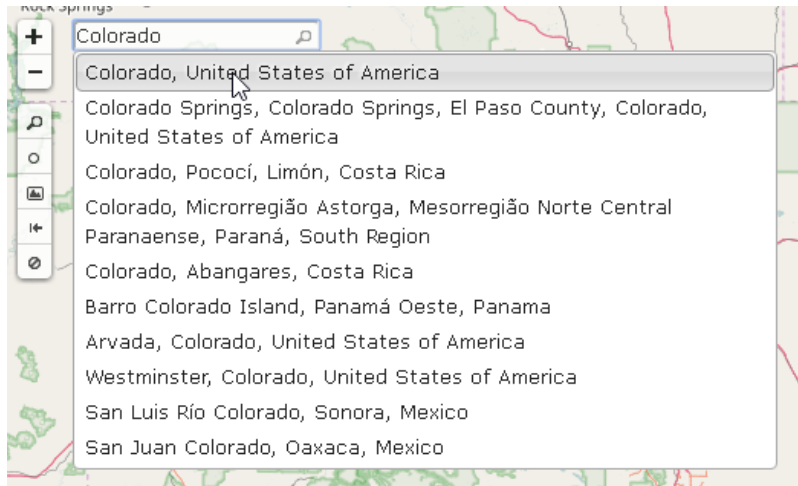 Rock Springs
Colorado
Colorado, United States of America
Colorado Springs, Colorado Springs, El Paso County, Colorado,
United States of America
Colorado, Pococí, Limón, Costa Rica
Colorado, Microrregião Astorga, Mesorregião Norte Central
Paranaense, Paraná, South Region
Colorado, Abangares, Costa Rica
Barro Colorado Island, Panamá Oeste, Panama
Arvada, Colorado, United States of America
Westminster, Colorado, United States of America
San Luis Río Colorado, Sonora, Mexico
San Juan Colorado, Oaxaca, Mexico